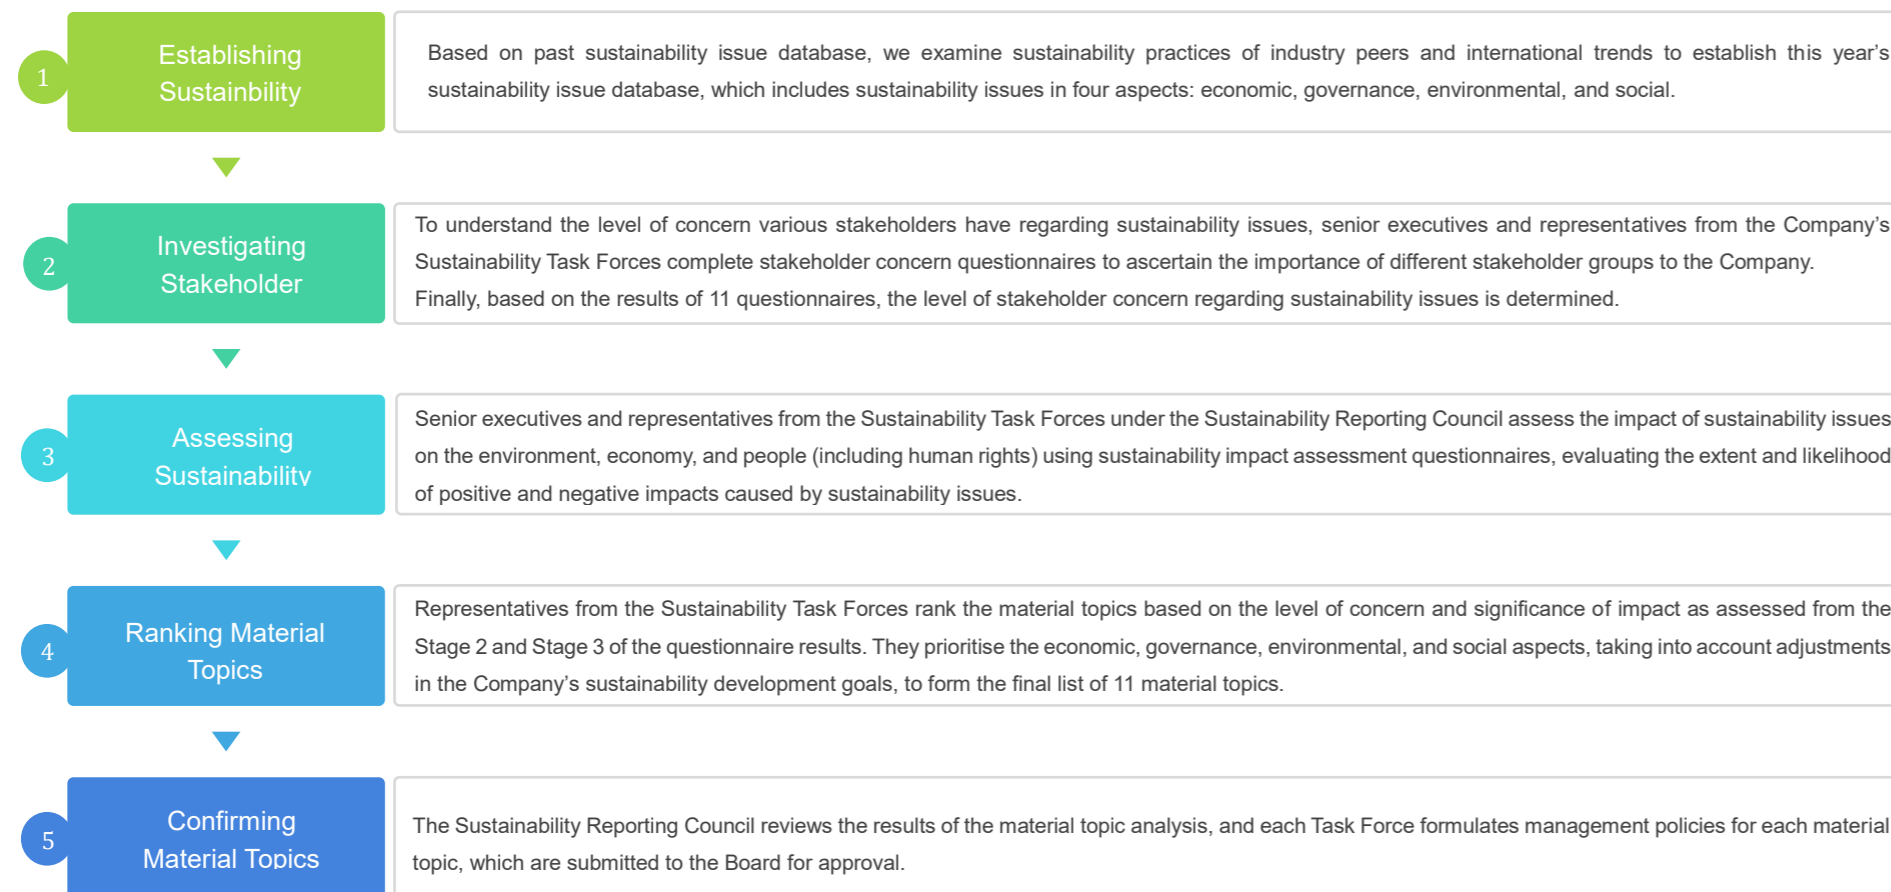 1
Establishing
Sustainbility
Based on past sustainability issue database, we examine sustainability practices of industry peers and international trends to establish this year’s
sustainability issue database, which includes sustainability issues in four aspects: economic, governance, environmental, and social.
2
Investigating
Stakeholder
To understand the level of concern various stakeholders have regarding sustainability issues, senior executives and representatives from the Company’s
Sustainability Task Forces complete stakeholder concern questionnaires to ascertain the importance of different stakeholder groups to the Company.
Finally, based on the results of 11 questionnaires, the level of stakeholder concern regarding sustainability issues is determined.
3
Assessing
Sustainability
Senior executives and representatives from the Sustainability Task Forces under the Sustainability Reporting Council assess the impact of sustainability issues
on the environment, economy, and people (including human rights) using sustainability impact assessment questionnaires, evaluating the extent and likelihood
of positive and negative impacts caused by sustainability issues.
4
Ranking Material
Topics
Representatives from the Sustainability Task Forces rank the material topics based on the level of concern and significance of impact as assessed from the
Stage 2 and Stage 3 of the questionnaire results. They prioritise the economic, governance, environmental, and social aspects, taking into account adjustments
in the Company’s sustainability development goals, to form the final list of 11 material topics.
5
Confirming
Material Topics
The Sustainability Reporting Council reviews the results of the material topic analysis, and each Task Force formulates management policies for each material
topic, which are submitted to the Board for approval.